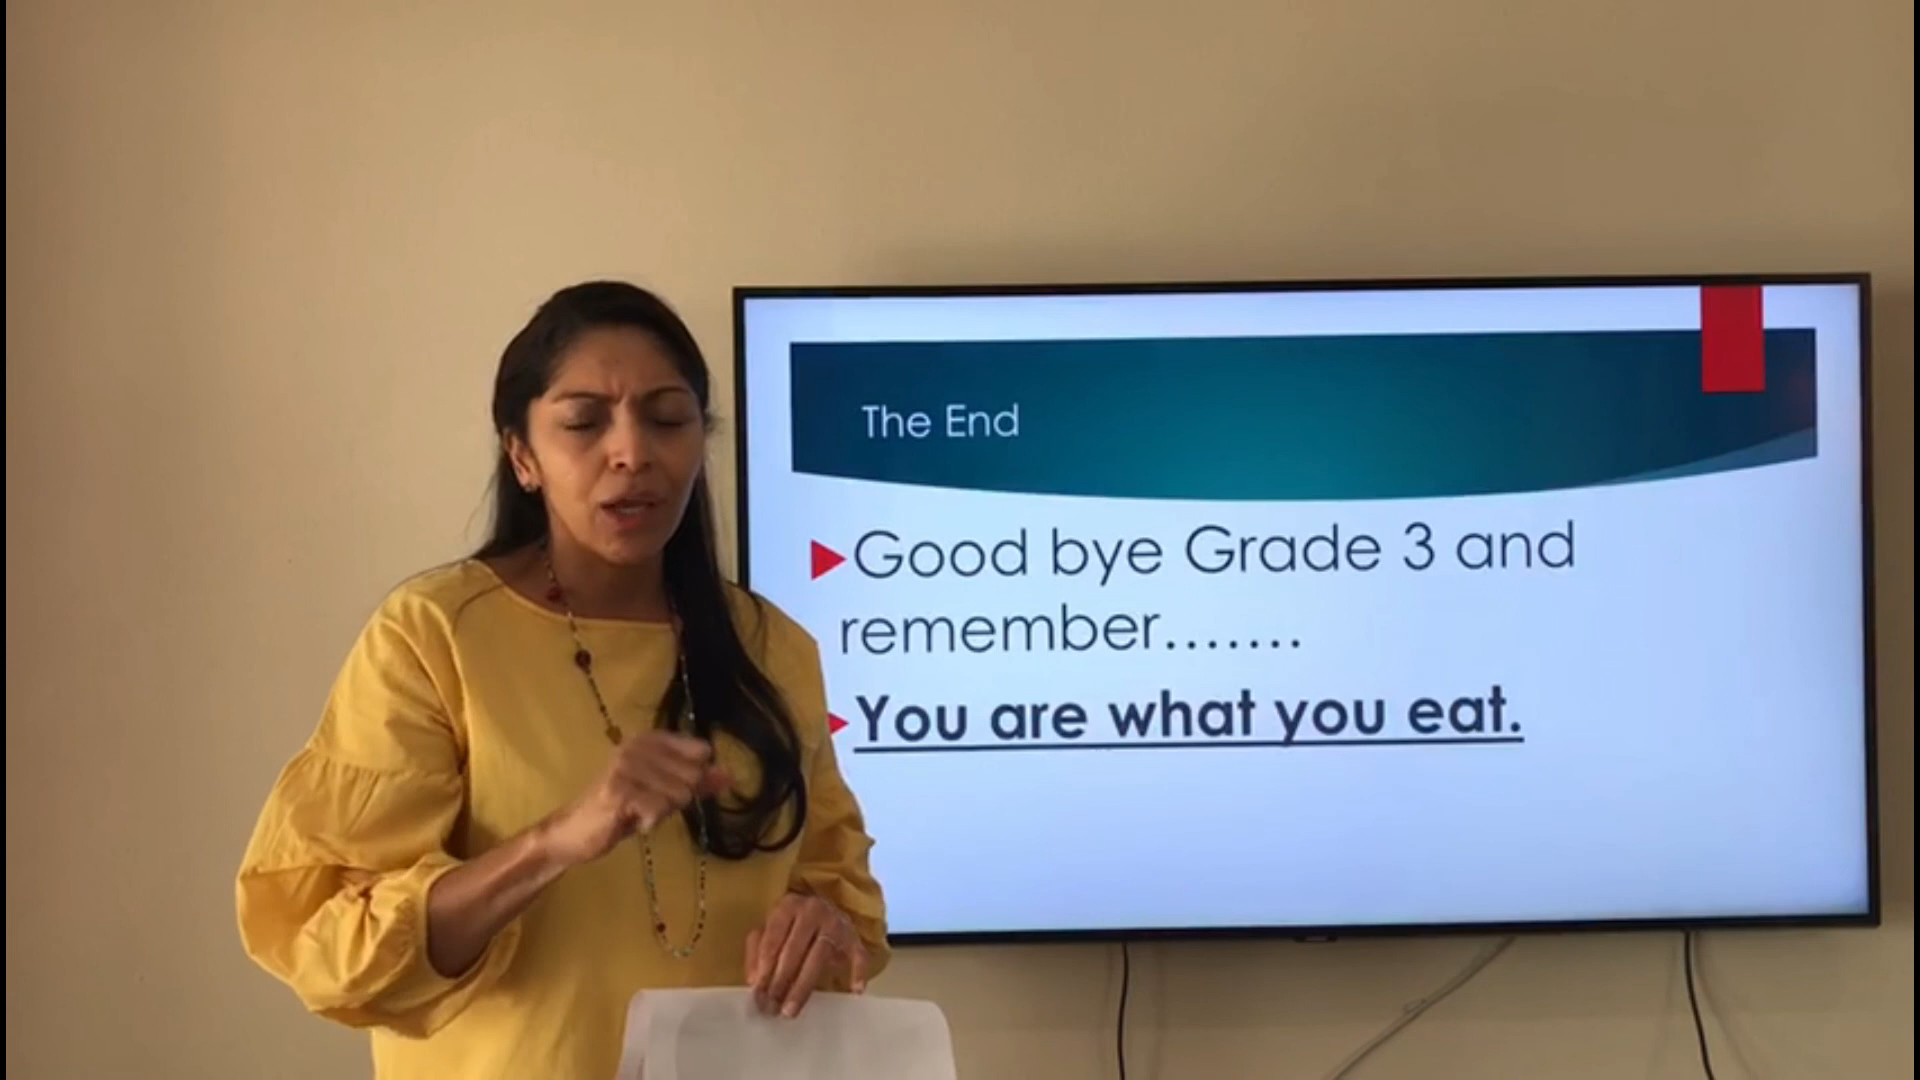 The End
Good bye Grade 3 and
remember.......
You are what you eat.